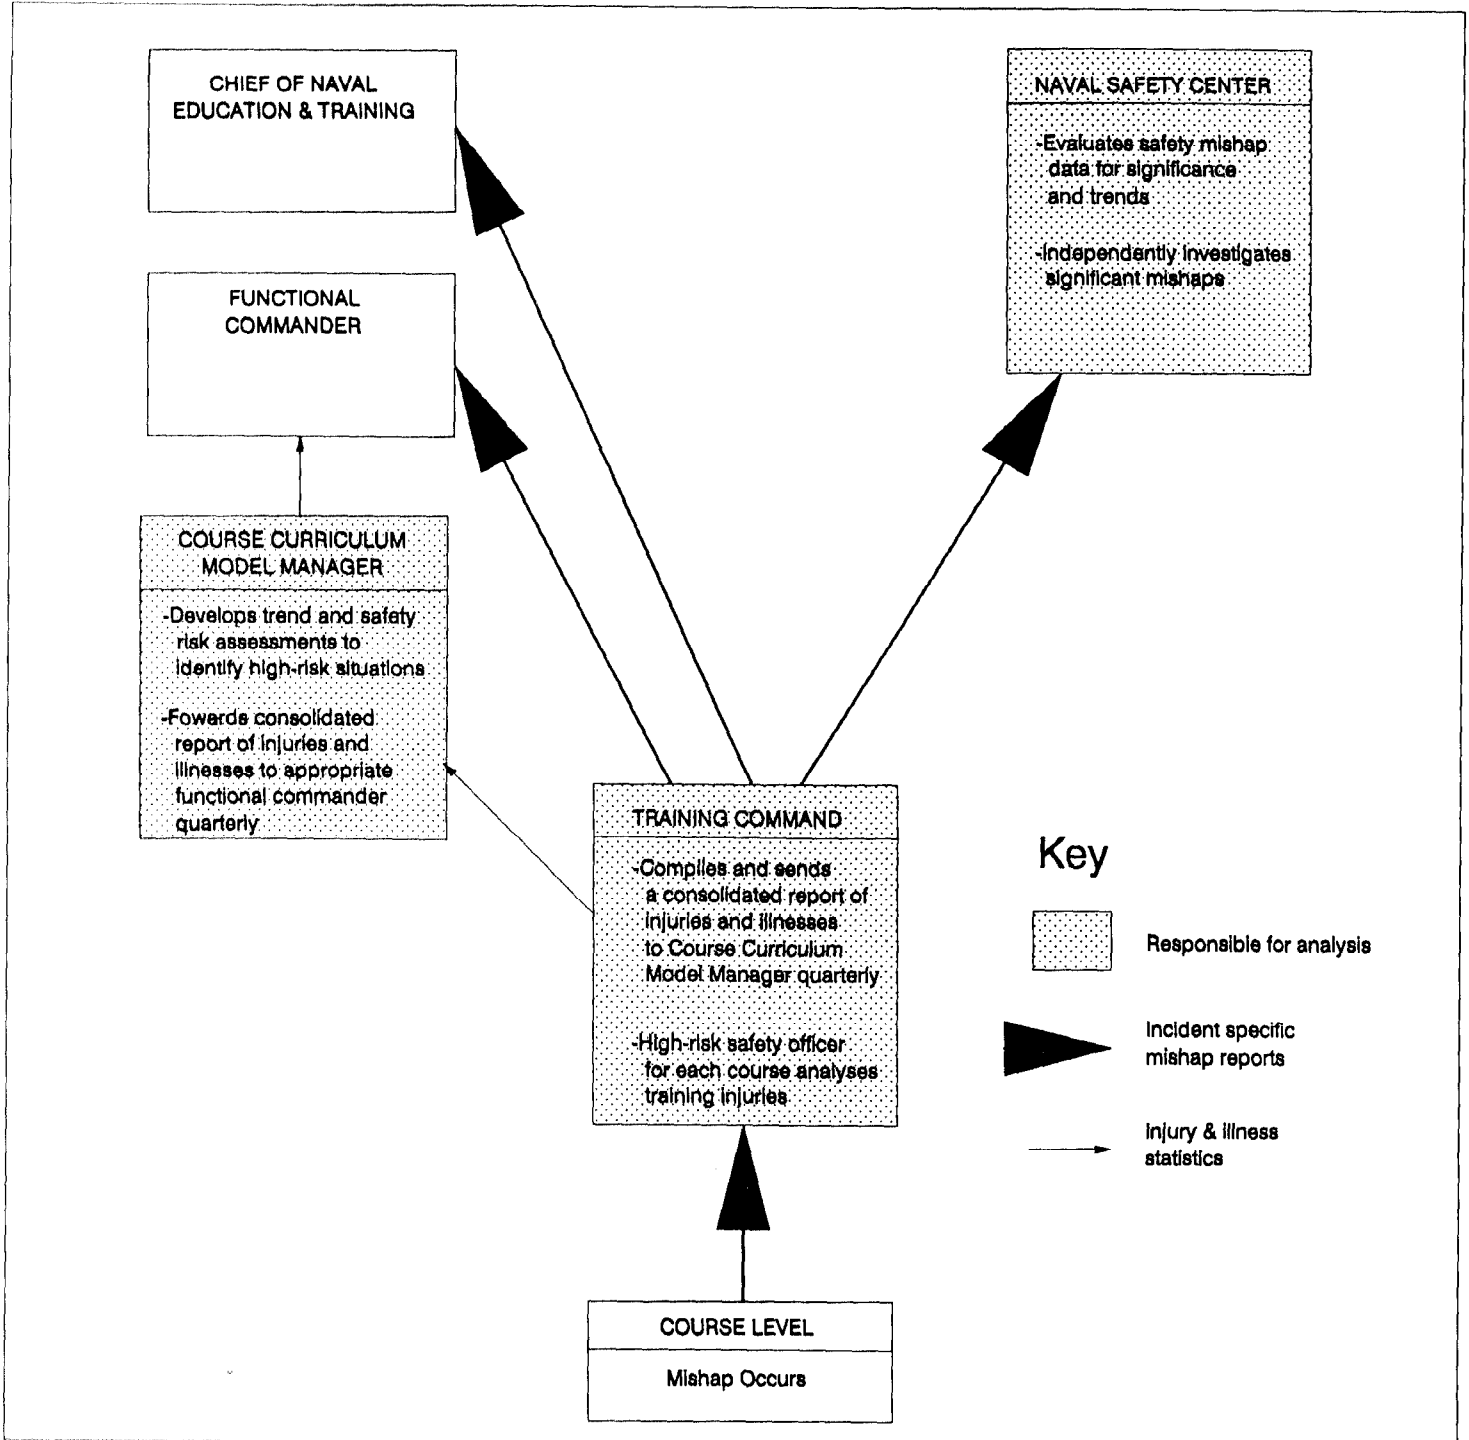 CHIEF OF NAVAL
EDUCATION & TRAINING
NAVAL SAFETY CENTER
-Evaluates safety mishap
data for significance
and trends
-Independently investigates
significant mishaps
FUNCTIONAL
COMMANDER
COURSE CURRICULUM
MODEL MANAGER
-Develops trend and safety
risk assessments to
identify high-risk situations
-Fowards consolidated
report of injuries and
illnesses to appropriate
functional commander
quarterly
TRAINING COMMAND
-Compiles and sends
a consolidated report of
injuries and illnesses
to Course Curriculum
Model Manager quarterly
-High-risk safety officer
for each course analyses
training injuries
Key
Responsible for analysis
Incident specific
mishap reports
Injury & illness
statistics
COURSE LEVEL
Mishap Occurs